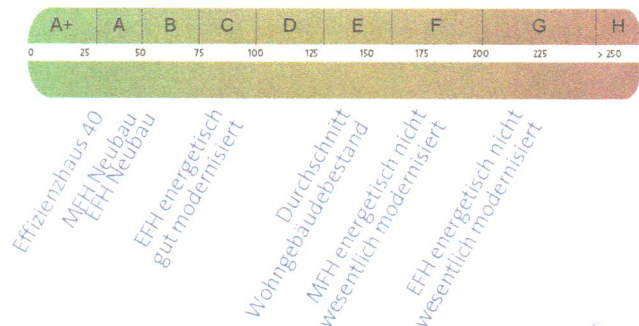 A+ A B C D E F G H
0 25 50 75 100 125 150 175 200 225 > 250
Effizienzhaus 40
MFH Neubau
EFH Neubau
EFH energetisch
gut modernisiert
Durchschnitt
Wohngebäudebestand
MFH energetisch nicht
wesentlich modernisiert
EFH energetisch nicht
wesentlich modernisiert